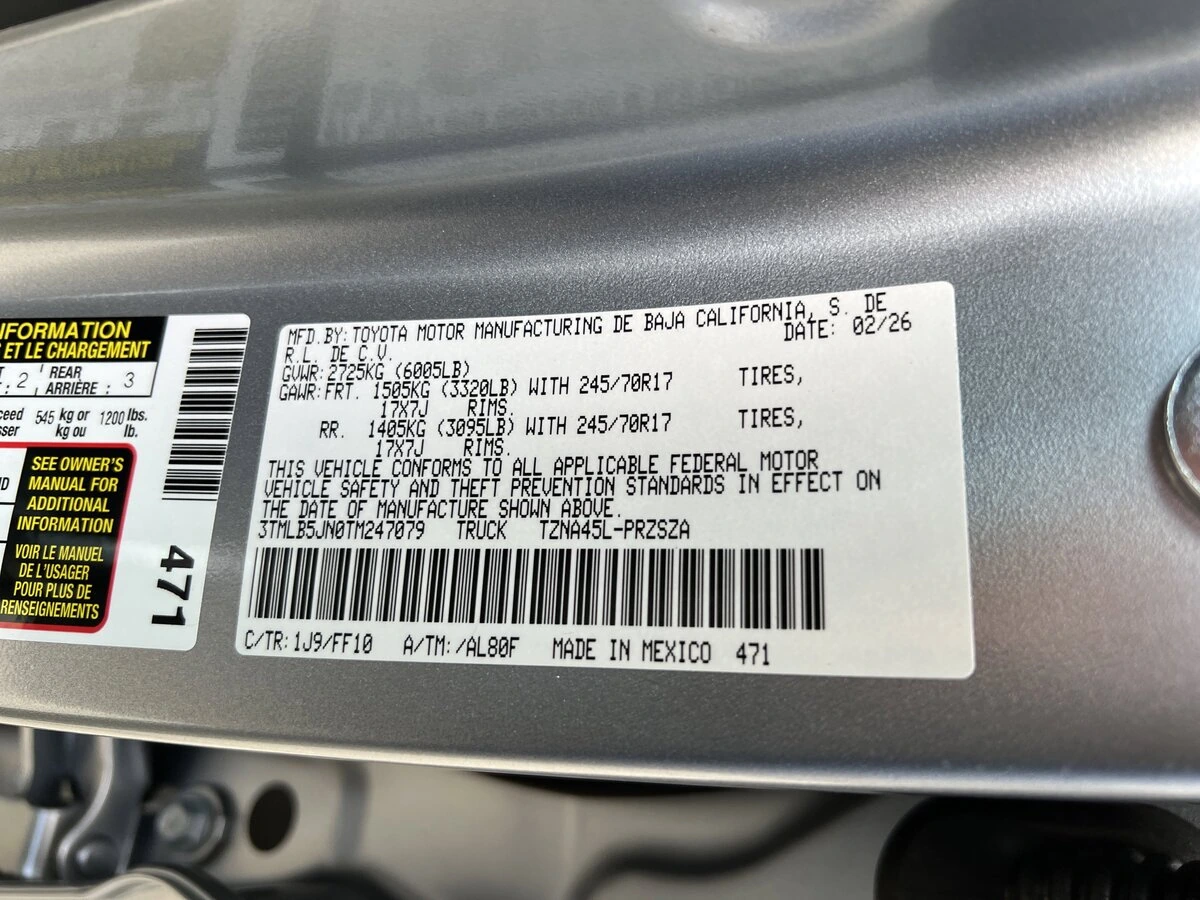 NFORMATION
S ET LE CHARGEMENT
: 2 REAR ARRIÈRE : 3
545 kg or 1200 lbs.
kg ou lb.
SEE OWNER'S
MANUAL FOR
ADDITIONAL
INFORMATION
VOIR LE MANUEL
DE L'USAGER
POUR PLUS DE
RENSEIGNEMENTS
471
MFD.BY:TOYOTA MOTOR MANUFACTURING DE BAJA CALIFORNIA, S. DE
R.L. DE C.V. DATE: 02/26
GVWR:2725KG (6005LB)
GAWR:FRT. 1505KG (3320LB) WITH 245/70R17 TIRES,
17X7J RIMS.
RR. 1405KG (3095LB) WITH 245/70R17 TIRES,
17X7J RIMS.
THIS VEHICLE CONFORMS TO ALL APPLICABLE FEDERAL MOTOR
VEHICLE SAFETY AND THEFT PREVENTION STANDARDS IN EFFECT ON
THE DATE OF MANUFACTURE SHOWN ABOVE.
3TMLB5JN0TM247079 TRUCK TZNA45L-PRZSZA
C/TR:1J9/FF10 A/TM:/AL80F MADE IN MEXICO 471